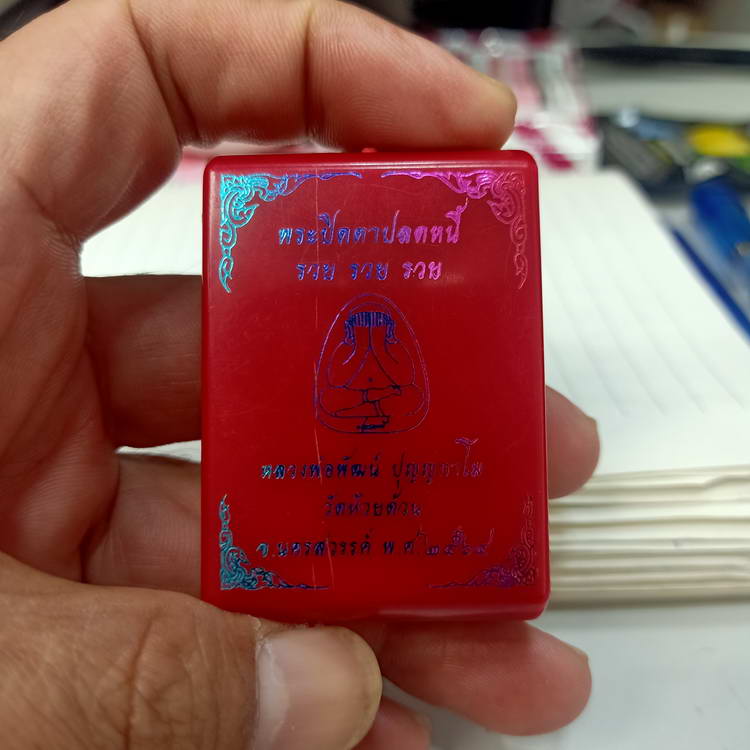 พระปิดตาปลดหนี้
รวย รวย รวย
หลวงพ่อพัฒน์ ปุญญกาโม
วัดห้วยด้วน
จ.นครสวรรค์ พ.ศ.๒๕๖๔